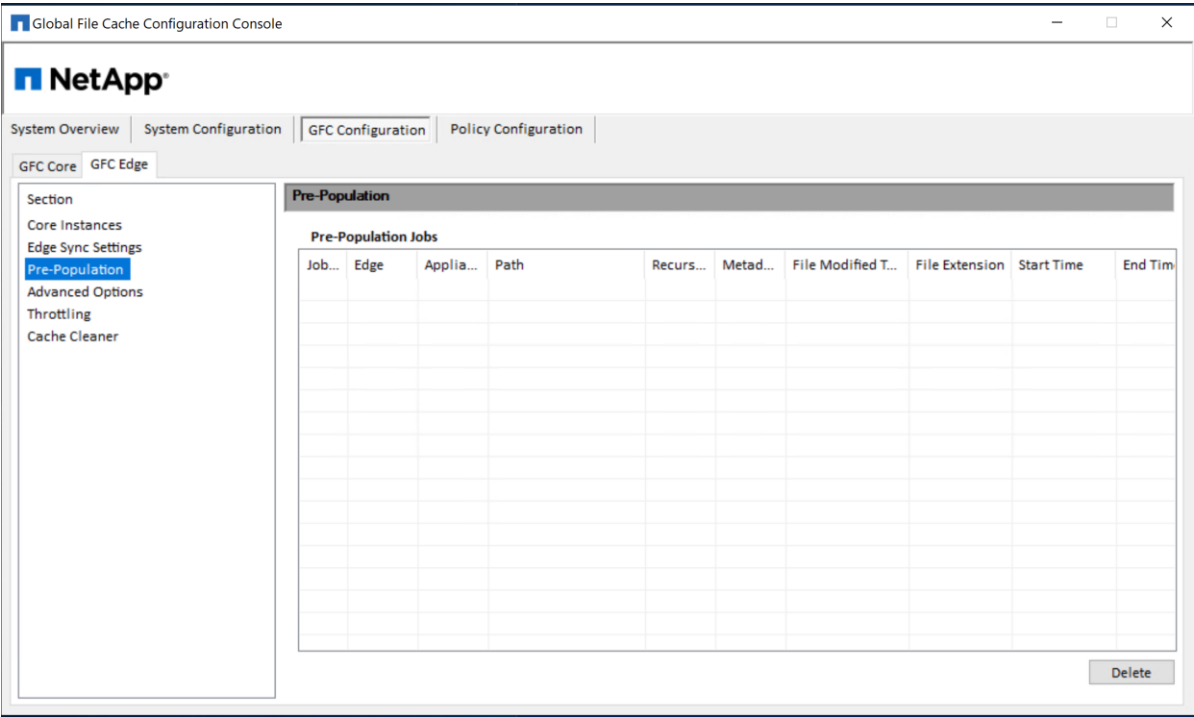 Global File Cache Configuration Console
NetApp
System Overview System Configuration GFC Configuration Policy Configuration
GFC Core GFC Edge
Section
Core Instances
Edge Sync Settings
Pre-Population
Advanced Options
Throttling
Cache Cleaner
Pre-Population
Pre-Population Jobs
Job... Edge Applia... Path Recurs... Metad... File Modified T... File Extension Start Time End Tim
Delete